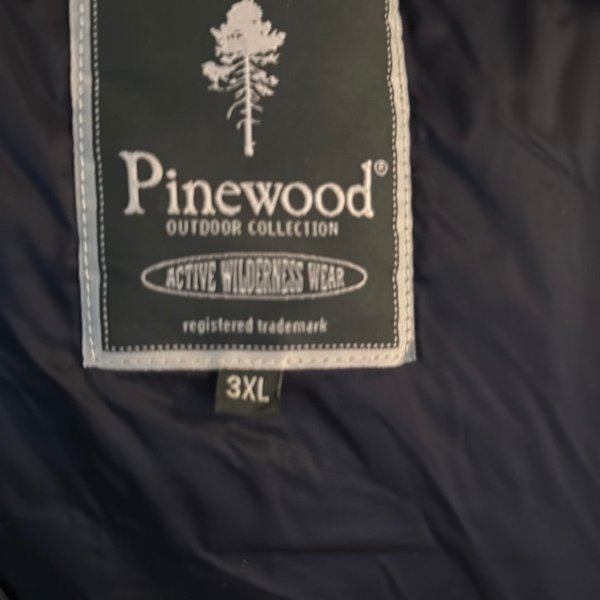 Pinewood®
OUTDOOR COLLECTION
ACTIVE WILDERNESS WEAR
registered trademark
3XL